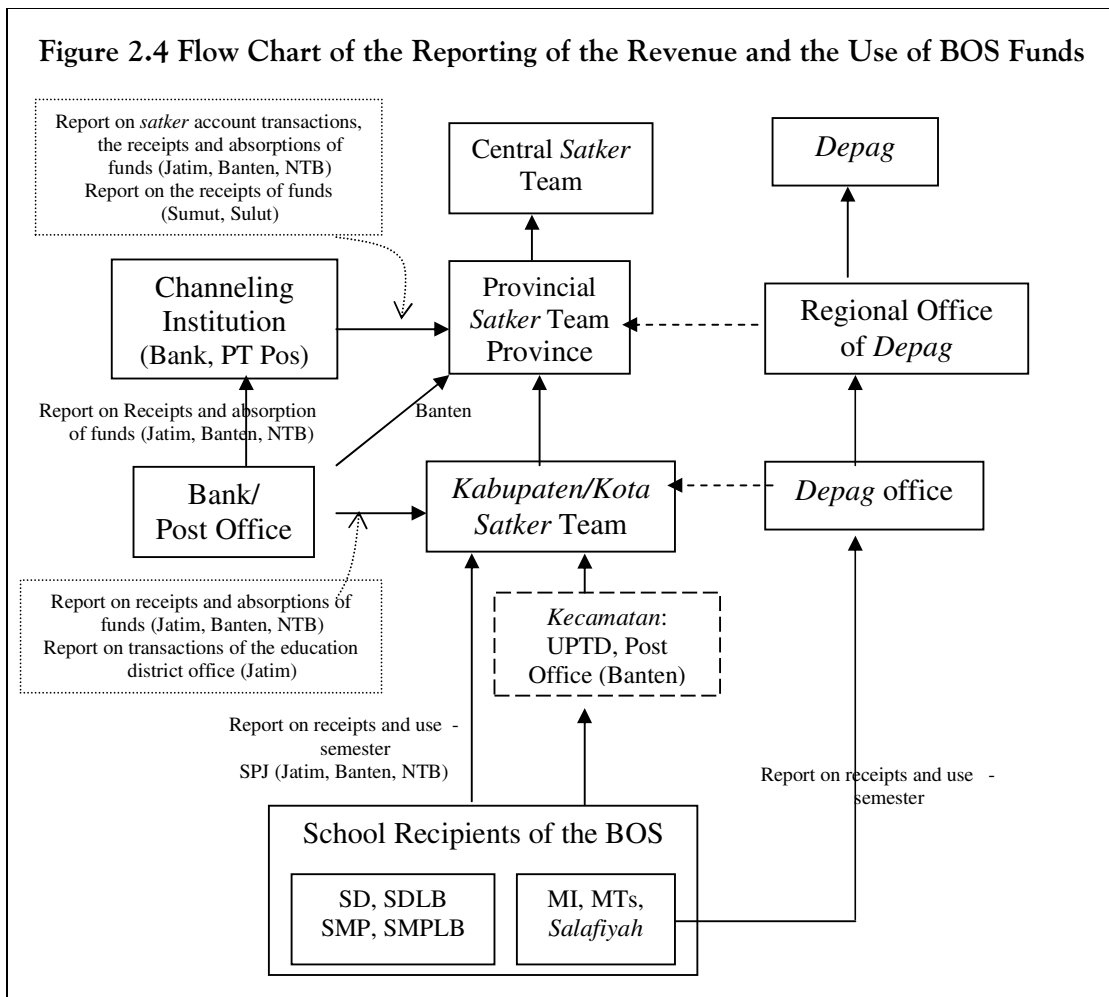 Figure 2.4 Flow Chart of the Reporting of the Revenue and the Use of BOS Funds
Report on satker account transactions,
the receipts and absorptions of
funds (Jatim, Banten, NTB)
Report on the receipts of funds
(Sumut, Sulut)
Central Satker
Team
Depag
Channeling
Institution
(Bank, PT Pos)
Provincial
Satker Team
Province
Regional Office
of Depag
Report on Receipts and absorption
of funds (Jatim, Banten, NTB)
Banten
Bank/
Post Office
Kabupaten/Kota
Satker Team
Depag office
Report on receipts and absorptions of
funds (Jatim, Banten, NTB)
Report on transactions of the education
district office (Jatim)
Kecamatan:
UPTD, Post
Office (Banten)
Report on receipts and use -
semester
SPJ (Jatim, Banten, NTB)
Report on receipts and use -
semester
School Recipients of the BOS
SD, SDLB
SMP, SMPLB
MI, MTs,
Salafiyah